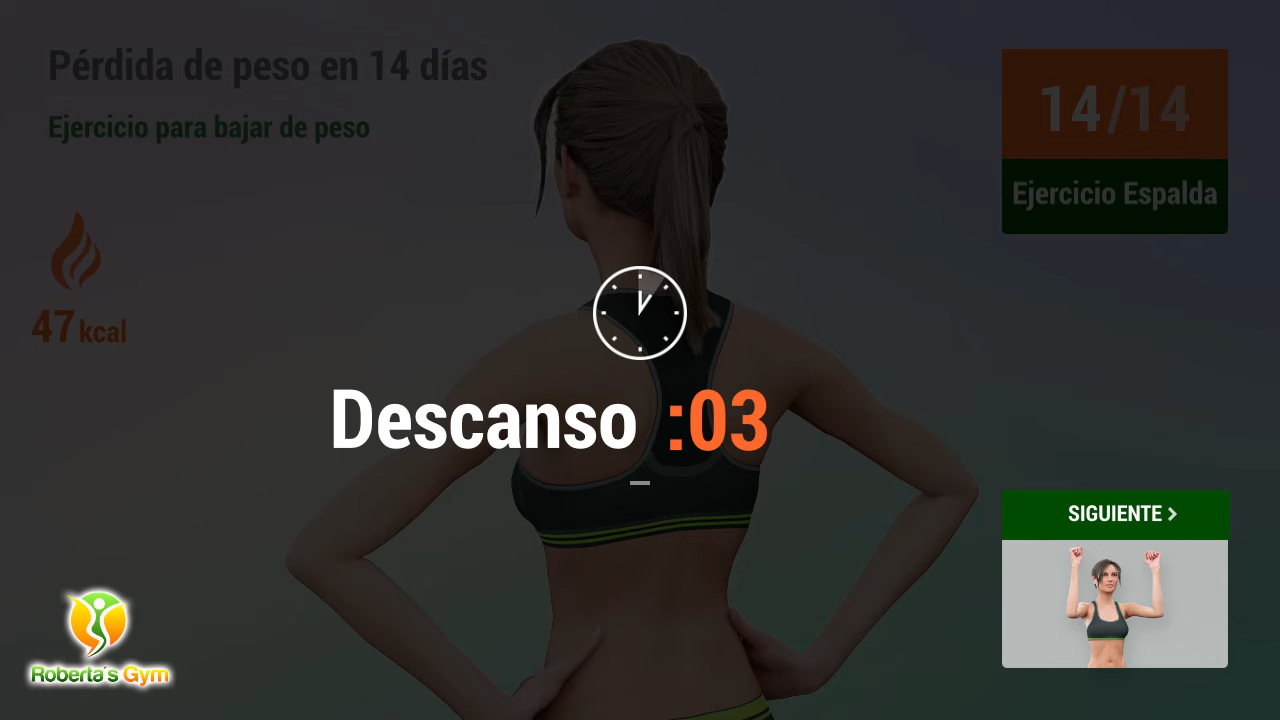 Pérdida de peso en 14 días
Ejercicio para bajar de peso
14/14
Ejercicio Espalda
47 kcal
Descanso :03
SIGUIENTE >
Roberta´s Gym